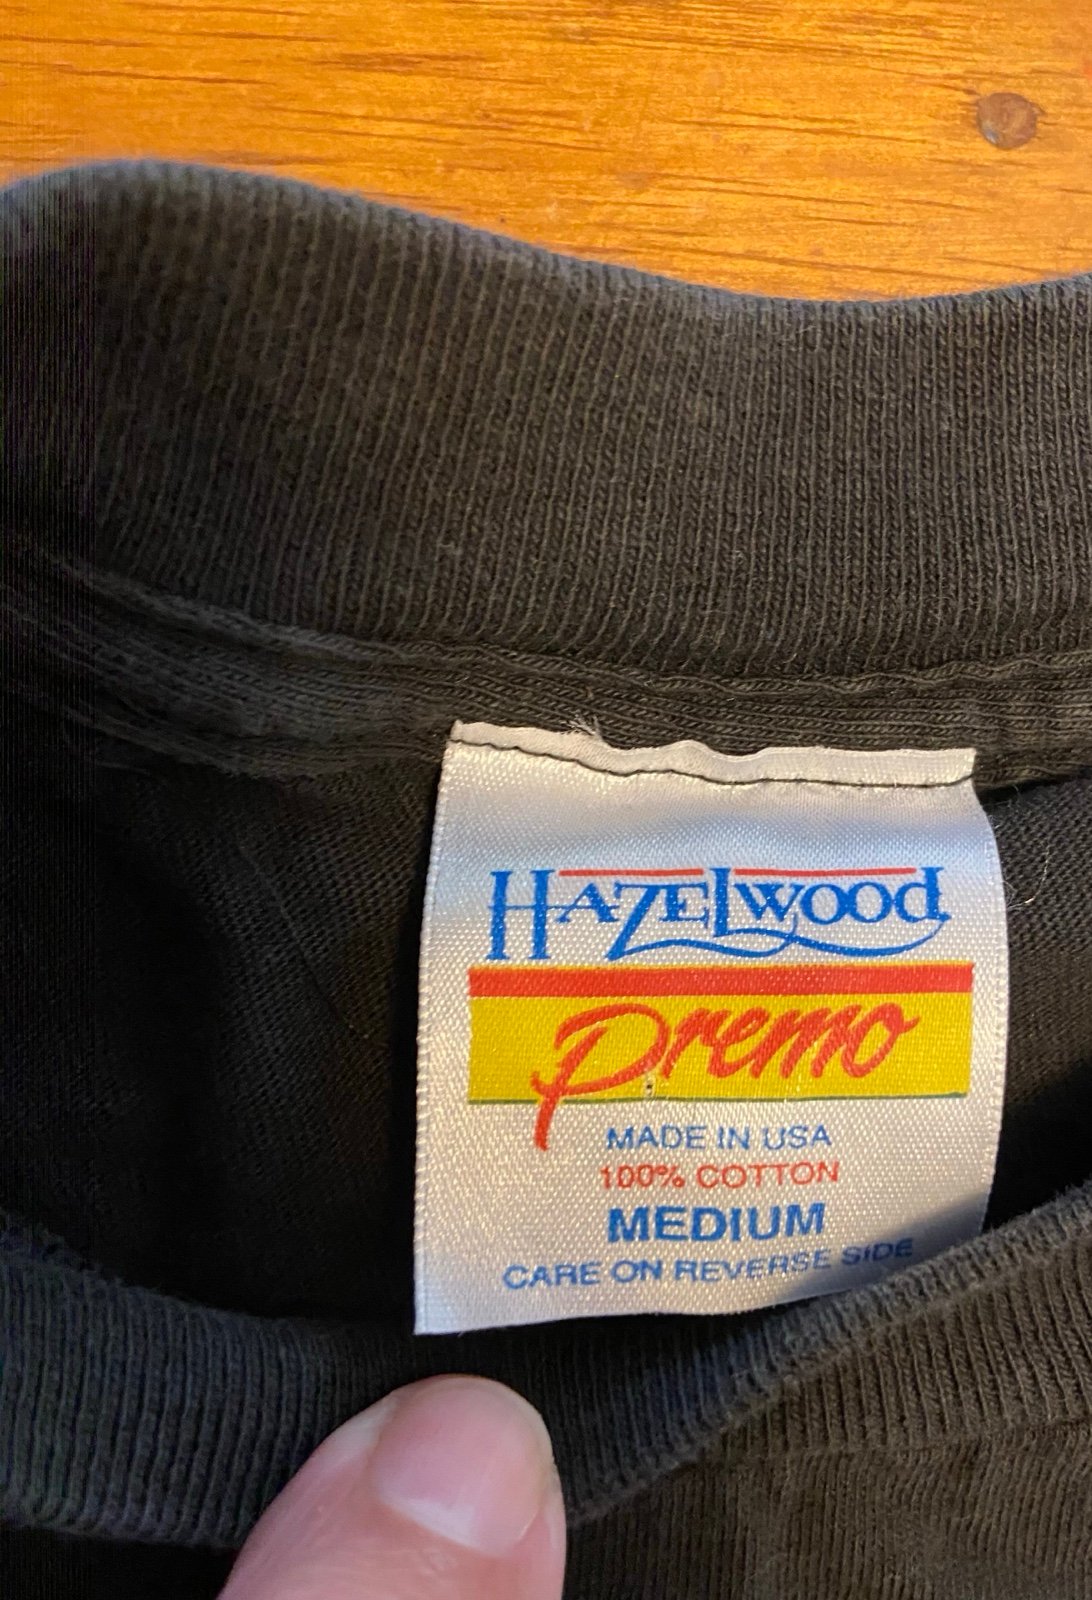 HAZELWOOD
Premo
MADE IN USA
100% COTTON
MEDIUM
CARE ON REVERSE SIDE